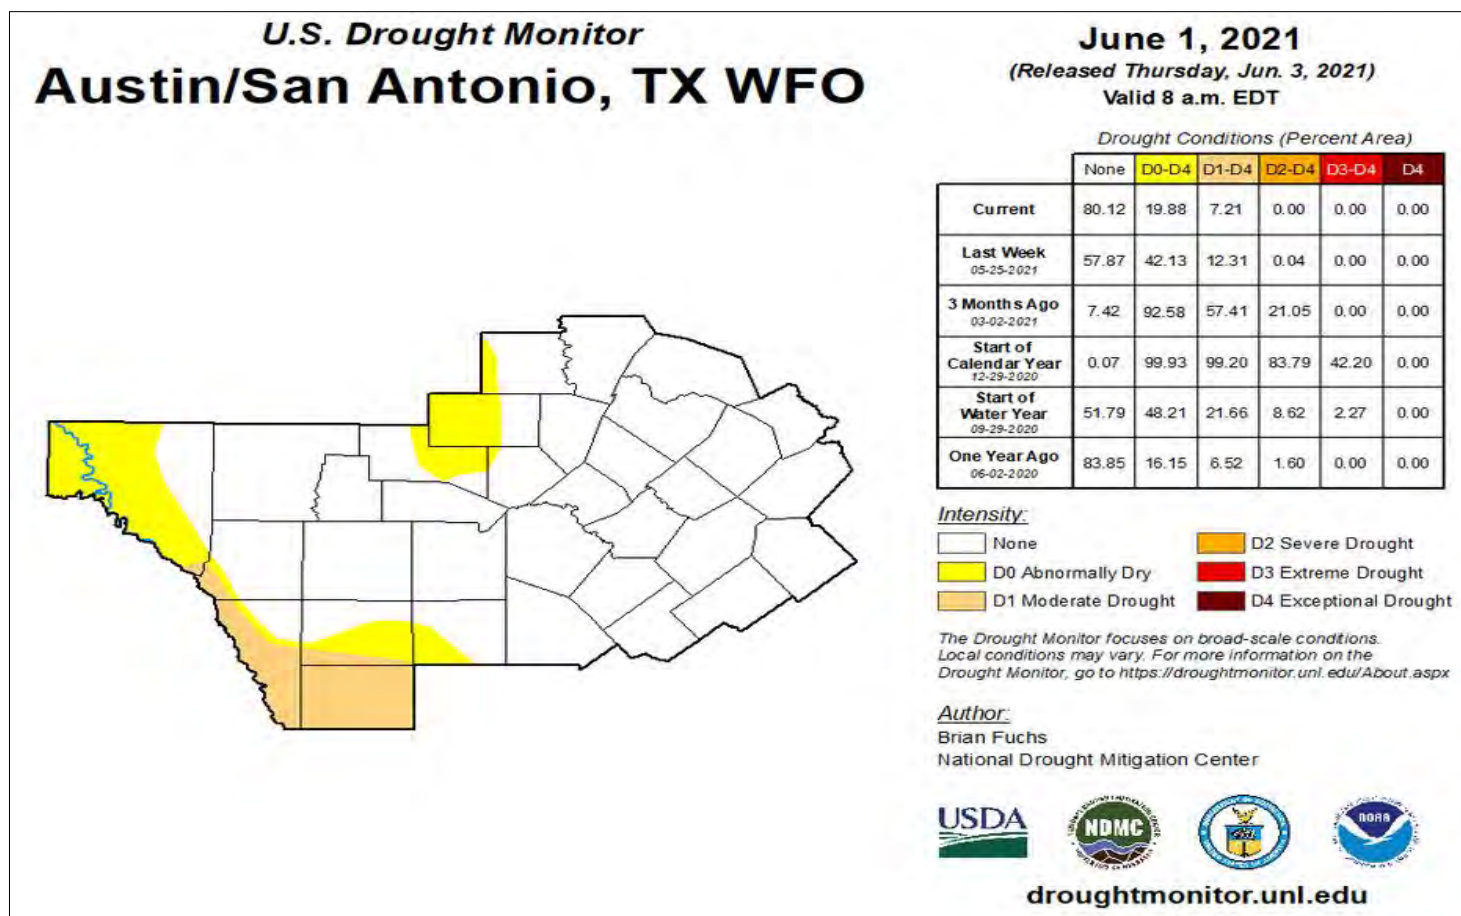 U.S. Drought Monitor
Austin/San Antonio, TX WFO
June 1, 2021
(Released Thursday, Jun. 3, 2021)
Valid 8 a.m. EDT
Drought Conditions (Percent Area)
None D0-D4 D1-D4 D2-D4 D3-D4 D4
Current 80.12 19.88 7.21 0.00 0.00 0.00
Last Week
05-25-2021 57.87 42.13 12.31 0.04 0.00 0.00
3 Months Ago
03-02-2021 7.42 92.58 57.41 21.05 0.00 0.00
Start of
Calendar Year
12-29-2020 0.07 99.93 99.20 83.79 42.20 0.00
Start of
Water Year
09-29-2020 51.79 48.21 21.66 8.62 2.27 0.00
One Year Ago
06-02-2020 83.85 16.15 6.52 1.60 0.00 0.00
Intensity:
None
D0 Abnormally Dry
D1 Moderate Drought
D2 Severe Drought
D3 Extreme Drought
D4 Exceptional Drought
The Drought Monitor focuses on broad-scale conditions.
Local conditions may vary. For more information on the
Drought Monitor, go to https://droughtmonitor.unl.edu/About.aspx
Author:
Brian Fuchs
National Drought Mitigation Center
USDA
NDMC
NOAA
droughtmonitor.unl.edu